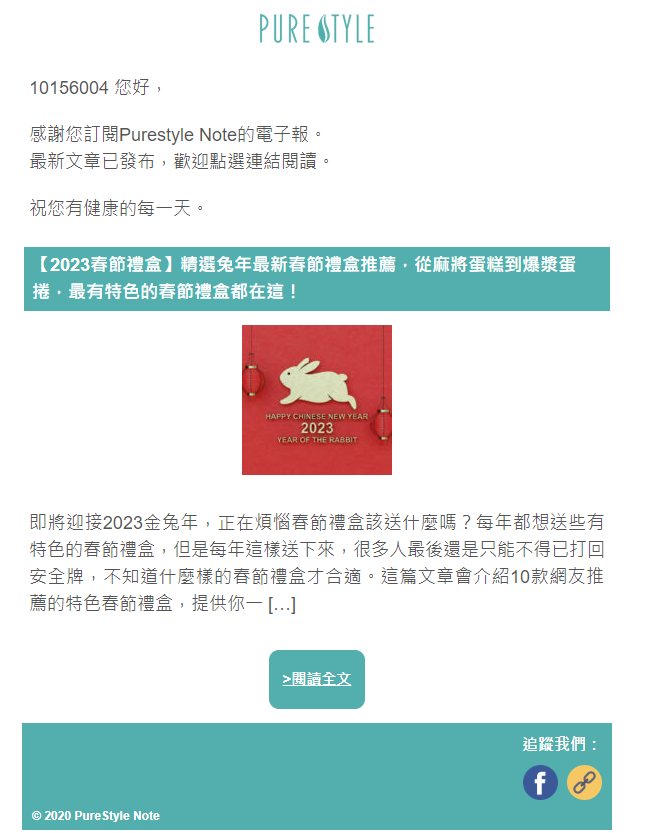 PURE STYLE
10156004 您好，
感謝您訂閱Purestyle Note的電子報。
最新文章已發布，歡迎點選連結閱讀。
祝您有健康的每一天。
【2023春節禮盒】精選兔年最新春節禮盒推薦．從麻將蛋糕到爆漿蛋
捲．最有特色的春節禮盒都在這！
HAPPY CHINESE NEW YEAR
2023
YEAR OF THE RABBIT
即將迎接2023金兔年，正在煩惱春節禮盒該送什麼嗎？每年都想送些有
特色的春節禮盒，但是每年這樣送下來，很多人最後還是只能不得已打回
安全牌，不知道什麼樣的春節禮盒才合適。這篇文章會介紹10款網友推
薦的特色春節禮盒，提供你一 […]
>閱讀全文
追蹤我們：
f
© 2020 PureStyle Note